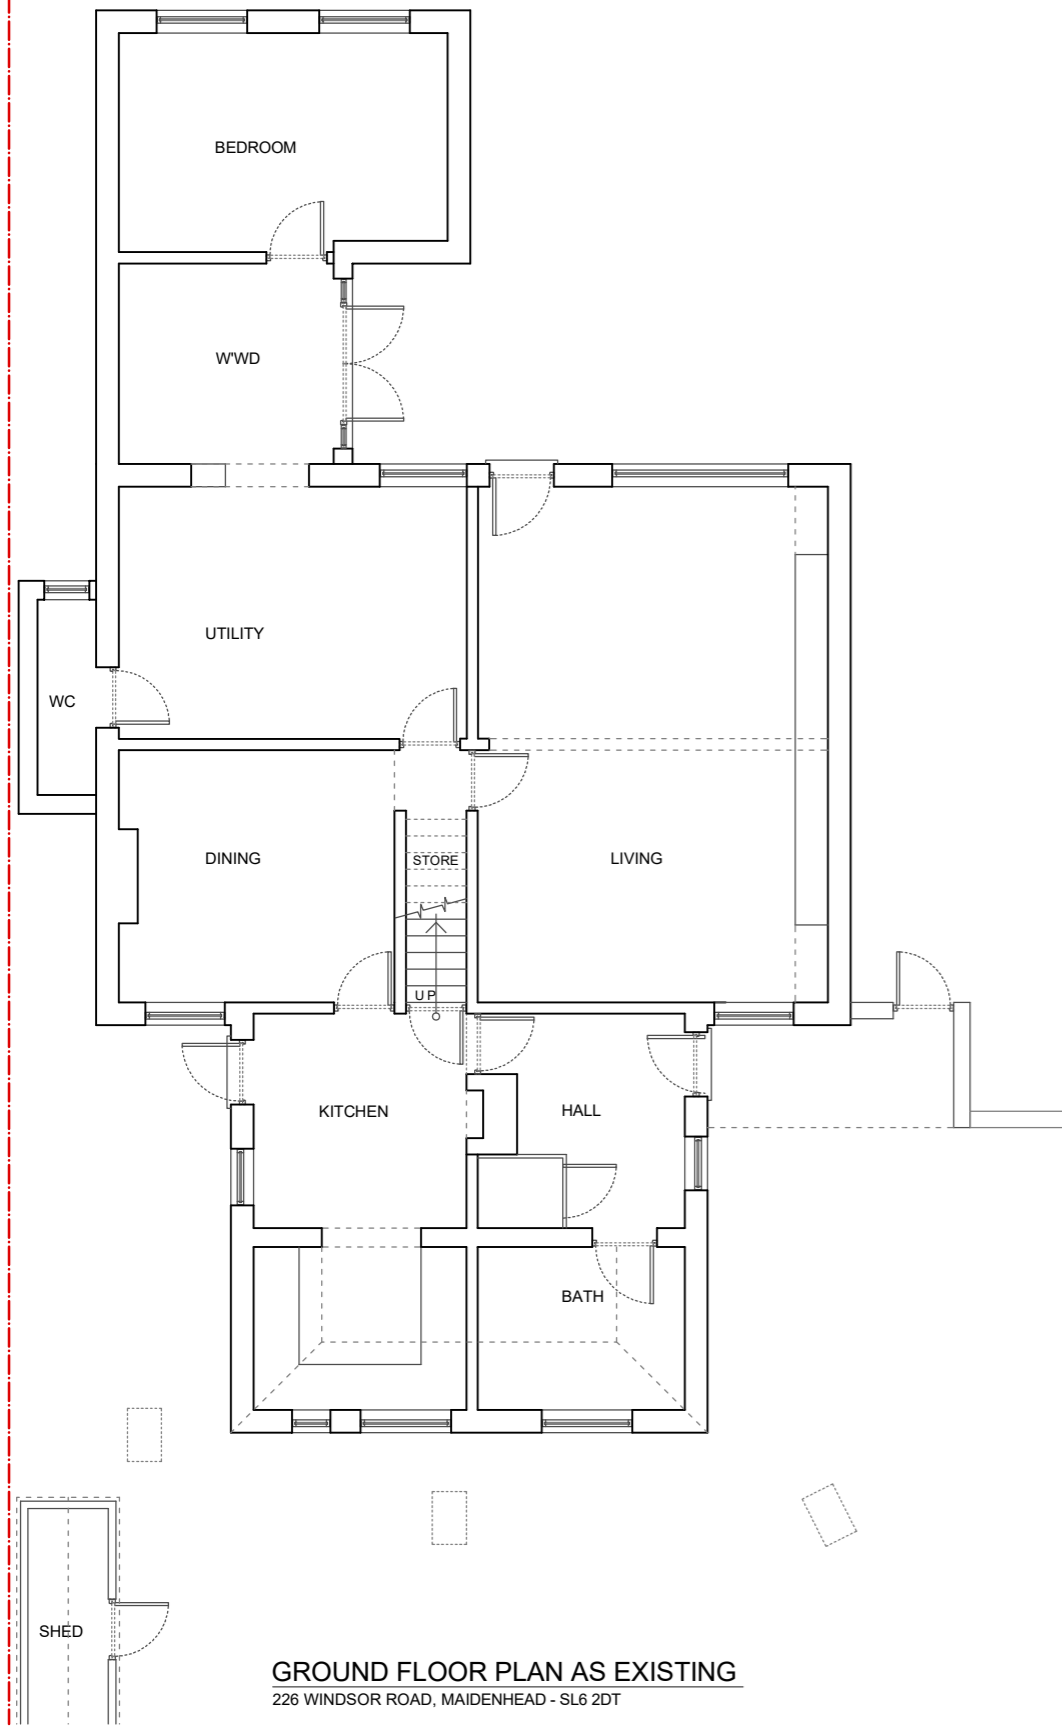 BEDROOM
W'WD
UTILITY
WC
DINING
STORE
LIVING
UP
KITCHEN
HALL
BATH
SHED
GROUND FLOOR PLAN AS EXISTING
226 WINDSOR ROAD, MAIDENHEAD - SL6 2DT